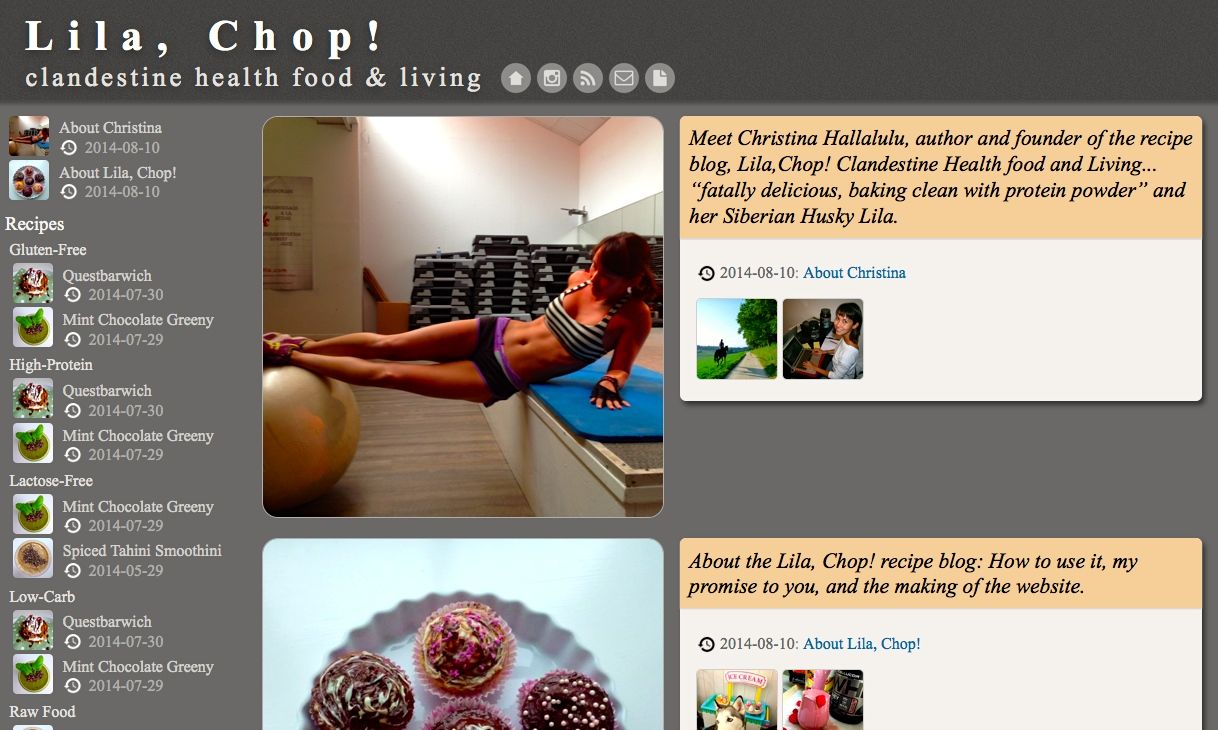 Lila, Chop!
clandestine health food & living
About Christina
2014-08-10
About Lila, Chop!
2014-08-10
Recipes
Gluten-Free
Questbarwich
2014-07-30
Mint Chocolate Greeny
2014-07-29
High-Protein
Questbarwich
2014-07-30
Mint Chocolate Greeny
2014-07-29
Lactose-Free
Mint Chocolate Greeny
2014-07-29
Spiced Tahini Smoothini
2014-05-29
Low-Carb
Questbarwich
2014-07-30
Mint Chocolate Greeny
2014-07-29
Raw Food
Meet Christina Hallalulu, author and founder of the recipe
blog, Lila,Chop! Clandestine Health food and Living...
“fatally delicious, baking clean with protein powder” and
her Siberian Husky Lila.
2014-08-10: About Christina
About the Lila, Chop! recipe blog: How to use it, my
promise to you, and the making of the website.
2014-08-10: About Lila, Chop!
ICE CREAM